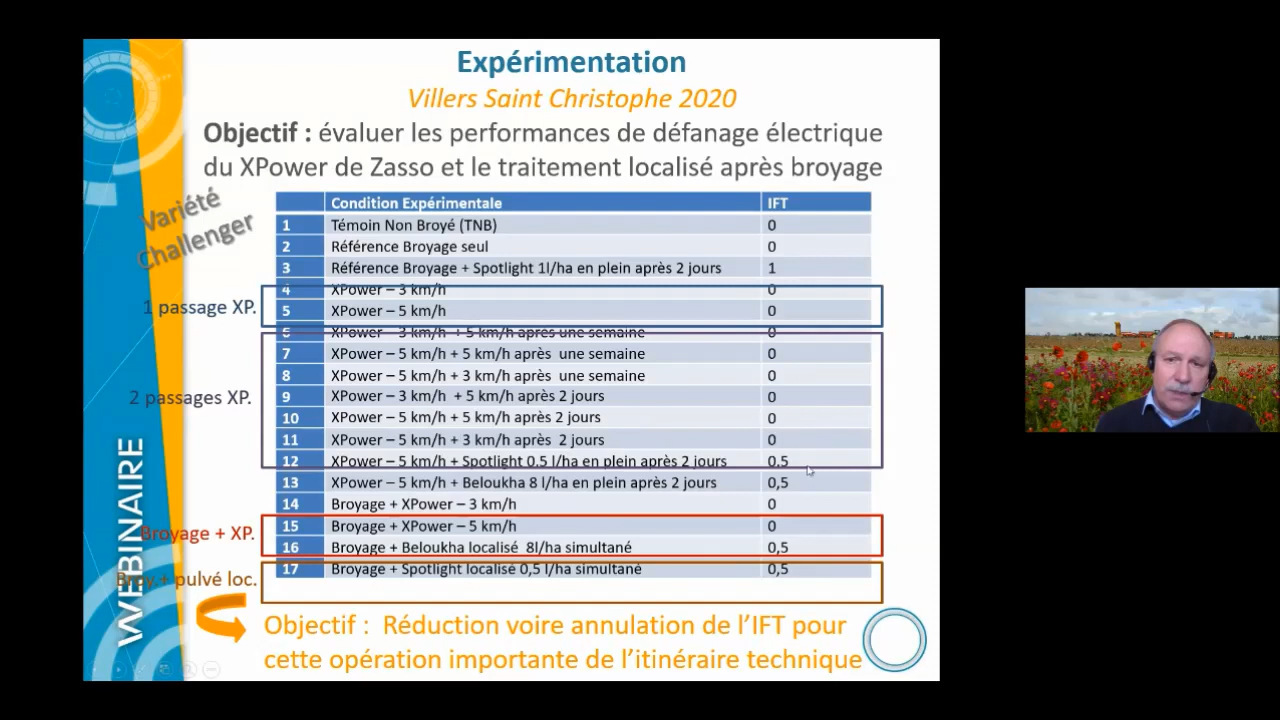 Expérimentation
Villers Saint Christophe 2020
Objectif : évaluer les performances de défanage électrique
du XPower de Zasso et le traitement localisé après broyage
Variété
Challenger
Condition Expérimentale IFT
1 Témoin Non Broyé (TNB) 0
2 Référence Broyage seul 0
3 Référence Broyage + Spotlight 1l/ha en plein après 2 jours 1
4 XPower – 3 km/h 0
1 passage XP.
5 XPower – 5 km/h 0
6 XPower – 3 km/h + 5 km/h après une semaine 0
7 XPower – 5 km/h + 5 km/h après une semaine 0
8 XPower – 5 km/h + 3 km/h après une semaine 0
2 passages XP.
9 XPower – 3 km/h + 5 km/h après 2 jours 0
10 XPower – 5 km/h + 5 km/h après 2 jours 0
11 XPower – 5 km/h + 3 km/h après 2 jours 0
12 XPower – 5 km/h + Spotlight 0.5 l/ha en plein après 2 jours 0,5
13 XPower – 5 km/h + Beloukha 8 l/ha en plein après 2 jours 0,5
14 Broyage + XPower – 3 km/h 0
Broyage + XP.
15 Broyage + XPower – 5 km/h 0
16 Broyage + Beloukha localisé 8l/ha simultané 0,5
Broy.+ pulvé loc.
17 Broyage + Spotlight localisé 0,5 l/ha simultané 0,5
Objectif : Réduction voire annulation de l’IFT pour
cette opération importante de l’itinéraire technique
WEBINAIRE